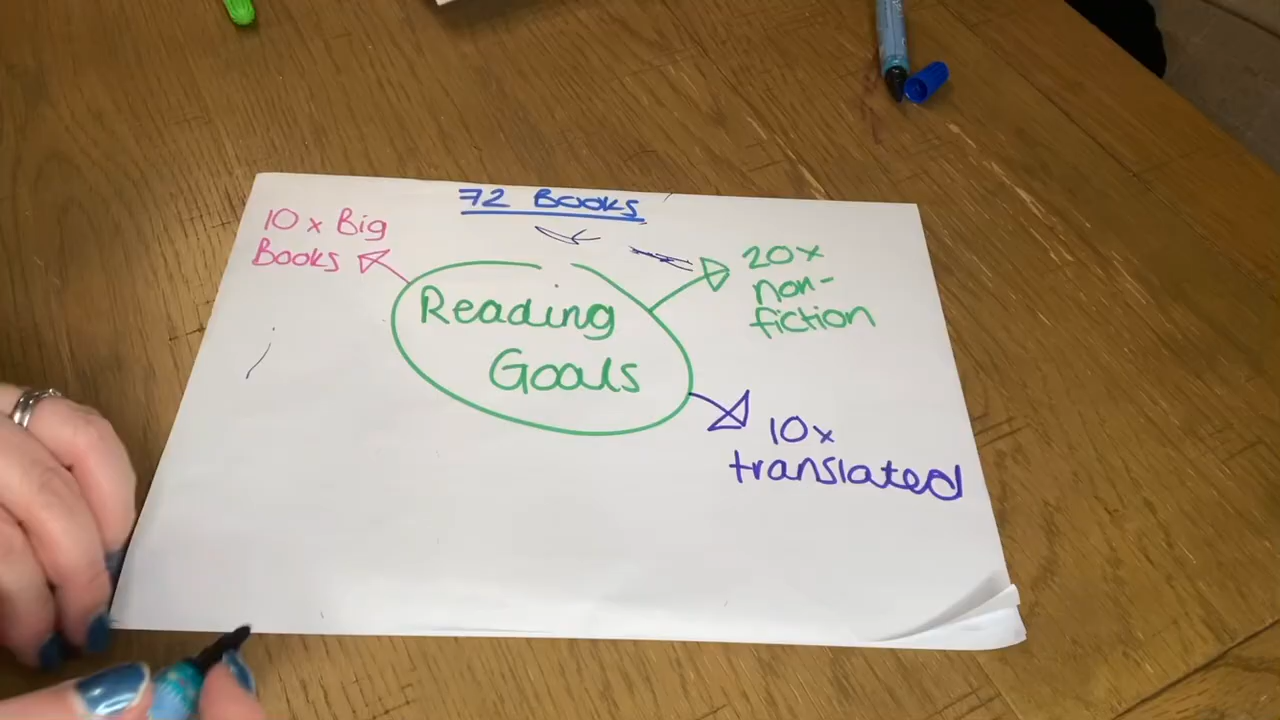 72 Books
10 x Big
Books
Reading
Goals
20x
non-
fiction
10x
translated